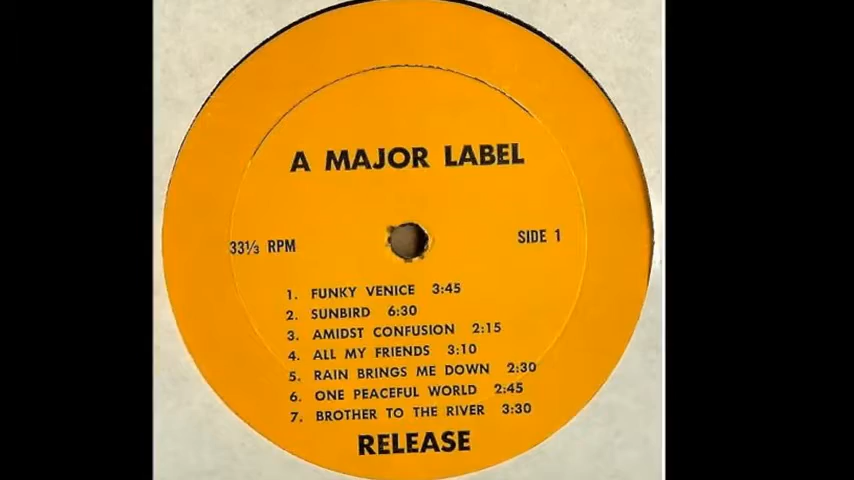 A MAJOR LABEL
33⅓ RPM
SIDE 1
1. FUNKY VENICE 3:45
2. SUNBIRD 6:30
3. AMIDST CONFUSION 2:15
4. ALL MY FRIENDS 3:10
5. RAIN BRINGS ME DOWN 2:30
6. ONE PEACEFUL WORLD 2:45
7. BROTHER TO THE RIVER 3:30
RELEASE